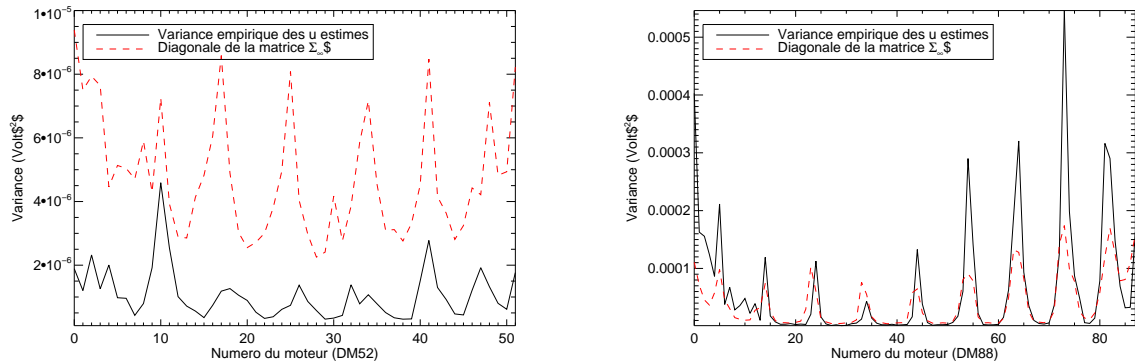 1•10⁻⁵
8•10⁻⁶
6•10⁻⁶
4•10⁻⁶
2•10⁻⁶
Variance (Volt$²$
Variance empirique des u estimes
Diagonale de la matrice Σ∞$
0 10 20 30 40 50
Numero du moteur (DM52)
0.0005
0.0004
0.0003
0.0002
0.0001
Variance (Volt$²$
Variance empirique des u estimes
Diagonale de la matrice Σ∞$
0 20 40 60 80
Numero du moteur (DM88)